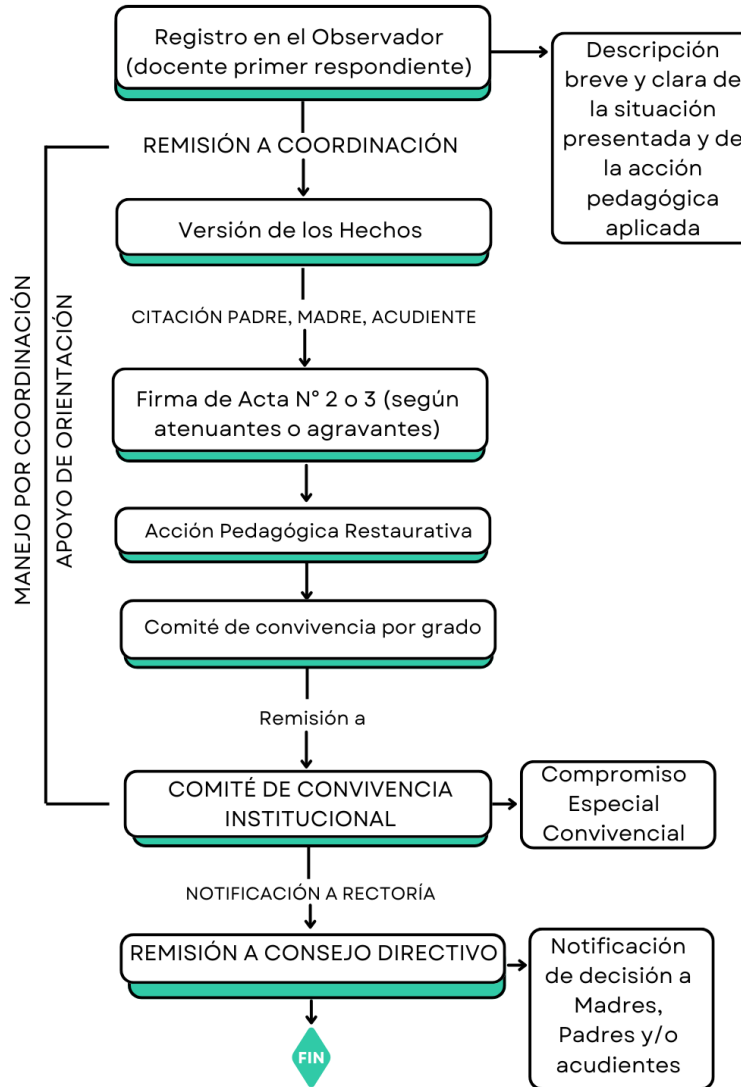 Registro en el Observador
(docente primer respondiente)
Descripción
breve y clara de
la situación
presentada y de
la acción
pedagógica
aplicada
REMISIÓN A COORDINACIÓN
Versión de los Hechos
MANEJO POR COORDINACIÓN
APOYO DE ORIENTACIÓN
CITACIÓN PADRE, MADRE, ACUDIENTE
Firma de Acta N° 2 o 3 (según
atenuantes o agravantes)
Acción Pedagógica Restaurativa
Comité de convivencia por grado
Remisión a
COMITÉ DE CONVIVENCIA
INSTITUCIONAL
Compromiso
Especial
Convivencial
NOTIFICACIÓN A RECTORÍA
REMISIÓN A CONSEJO DIRECTIVO
Notificación
de decisión a
Madres,
Padres y/o
acudientes
FIN